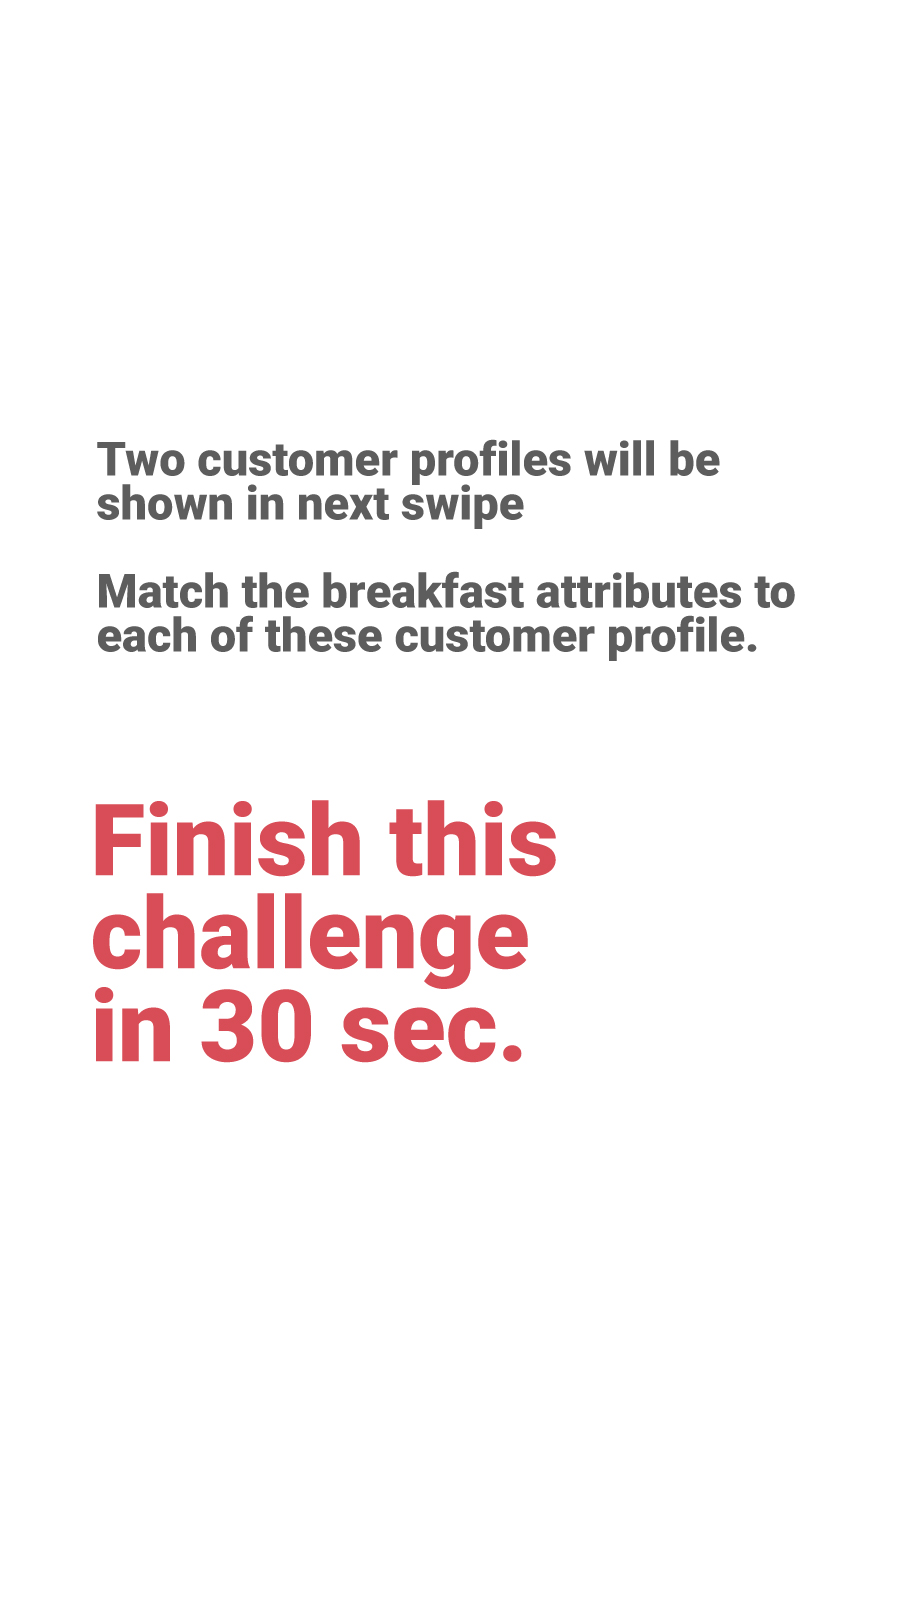 Two customer profiles will be
shown in next swipe
Match the breakfast attributes to
each of these customer profile.
Finish this
challenge
in 30 sec.